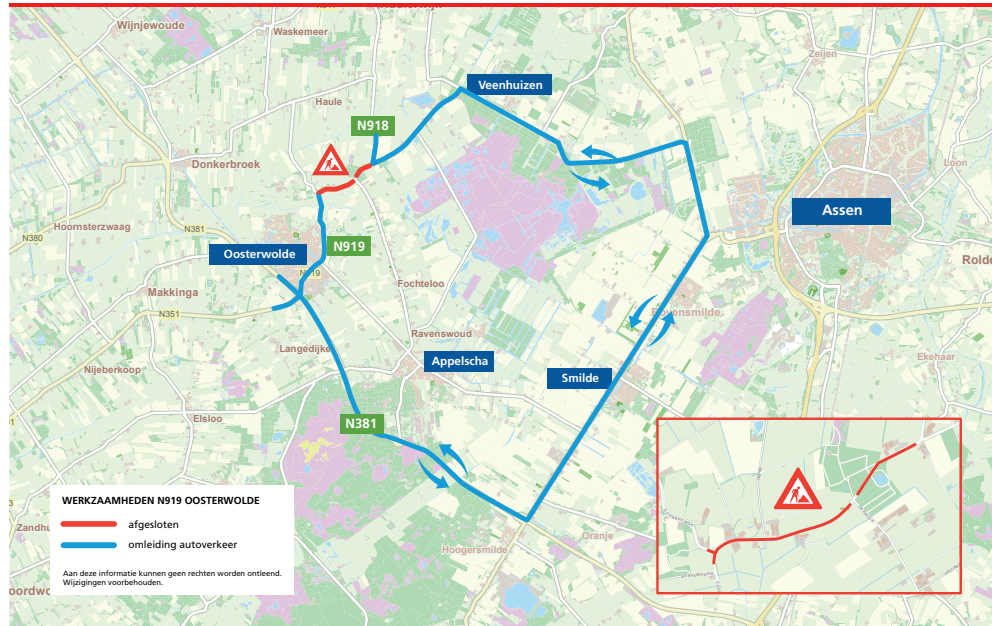 Wijnjewoude
Waskemeer
N381
Zeijen
Veenhuizen
Haule
N918
Donkerbroek
Loon
Assen
Hoornsterzwaag
N381
N380
N919
Oosterwolde
N919
Rolde
Fochteloo
Makkinga
N351
Bovensmilde
Ravenswoud
Langedijke
Appelscha
Ekehaar
Nijeberkoop
Smilde
Elsloo
N381
WERKZAAMHEDEN N919 OOSTERWOLDE
afgesloten
omleiding autoverkeer
Aan deze informatie kunnen geen rechten worden ontleend.
Wijzigingen voorbehouden.
Zandhu
Oranje
Hoogersmilde
oordwo